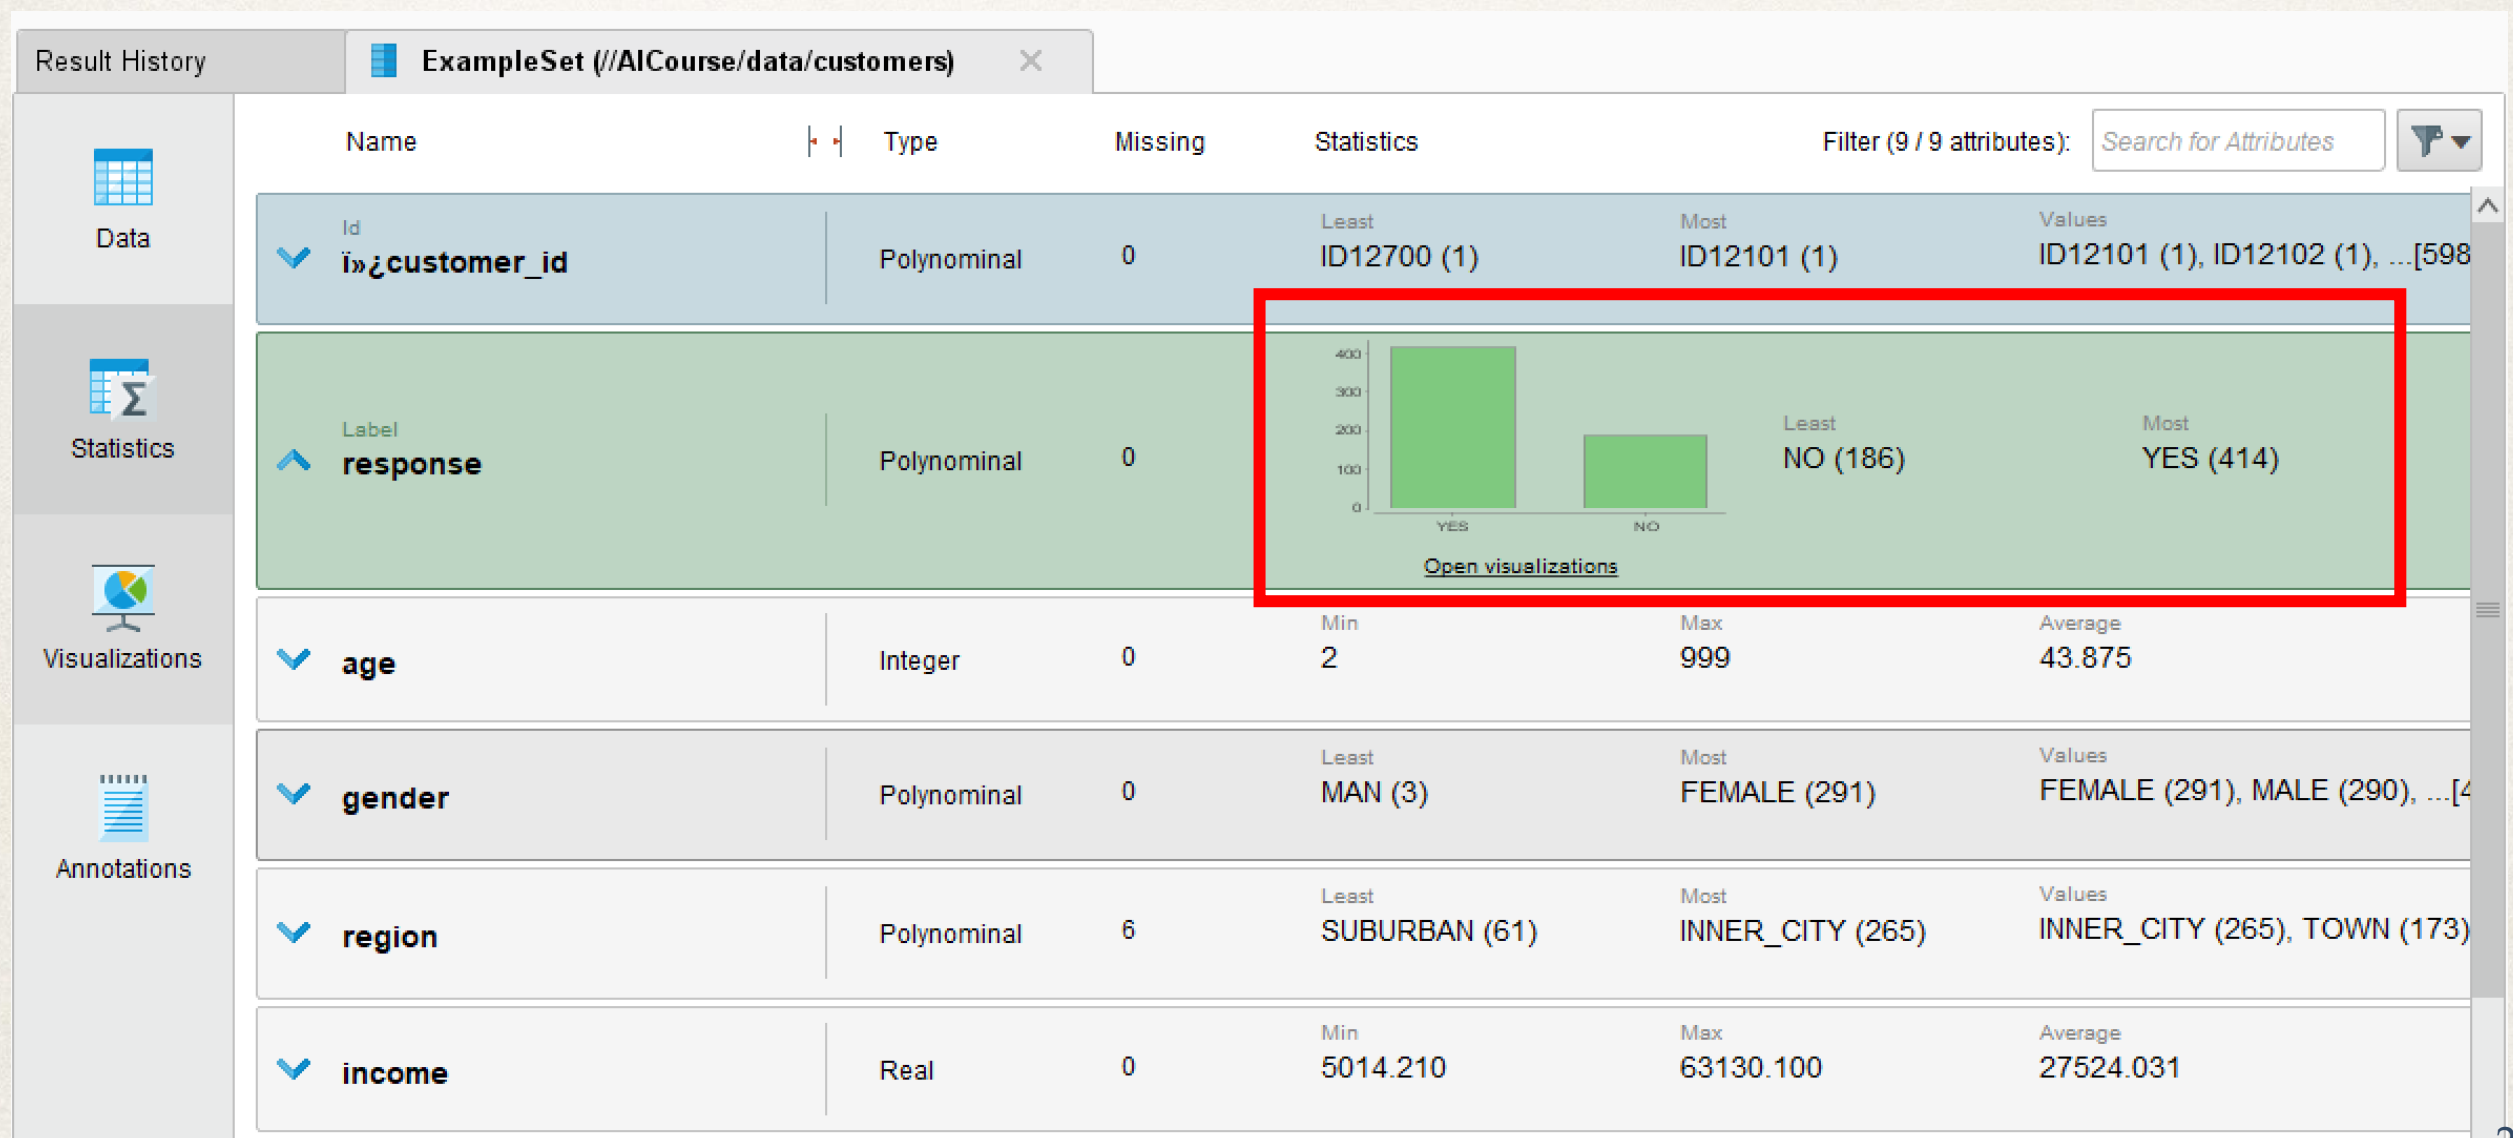 Result History
ExampleSet (//AICourse/data/customers)
Name Type Missing Statistics Filter (9 / 9 attributes): Search for Attributes
Data
Statistics
Visualizations
Annotations
Id Least Most Values
ï»¿customer_id Polynominal 0 ID12700 (1) ID12101 (1) ID12101 (1), ID12102 (1), ...[598
Label Least Most
response Polynominal 0 NO (186) YES (414)
400
300
200
100
0
YES NO
Open visualizations
Min Max Average
age Integer 0 2 999 43.875
Least Most Values
gender Polynominal 0 MAN (3) FEMALE (291) FEMALE (291), MALE (290), ...[4
Least Most Values
region Polynominal 6 SUBURBAN (61) INNER_CITY (265) INNER_CITY (265), TOWN (173)
Min Max Average
income Real 0 5014.210 63130.100 27524.031